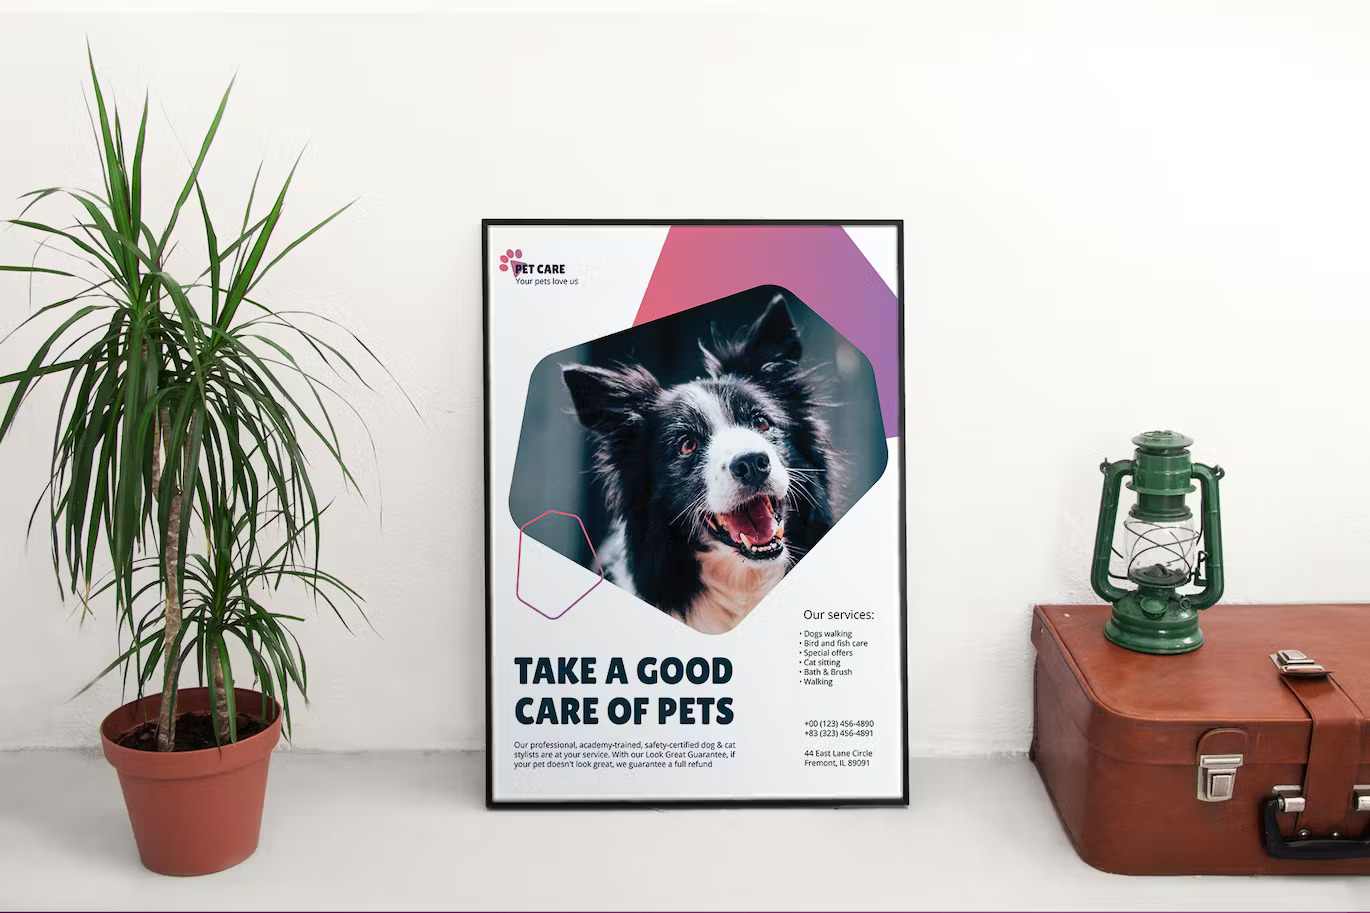 PET CARE
Your pets love us
TAKE A GOOD
CARE OF PETS
Our professional, academy-trained, safety-certified dog & cat
stylists are at your service. With our Look Great Guarantee, if
your pet doesn't look great, we guarantee a full refund
Our services:
• Dogs walking
• Bird and fish care
• Special offers
• Cat sitting
• Bath & Brush
• Walking
+00 (123) 456-4890
+83 (323) 456-4891
44 East Lane Circle
Fremont, IL 89091